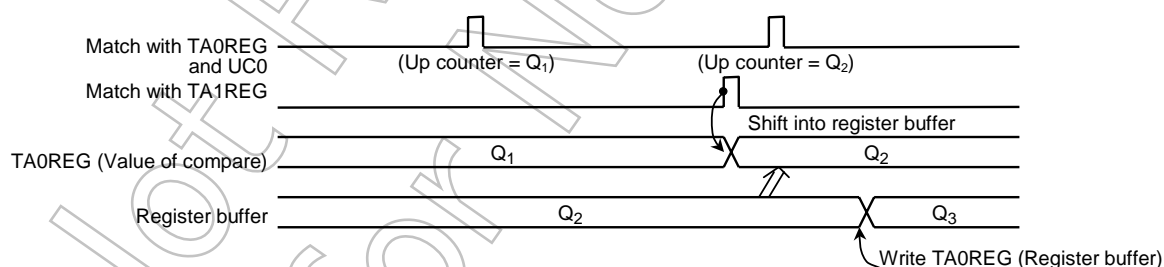 Match with TA0REG
and UC0
(Up counter = Q1)
(Up counter = Q2)
Match with TA1REG
Shift into register buffer
TA0REG (Value of compare)
Q1
Q2
Register buffer
Q2
Q3
Write TA0REG (Register buffer)